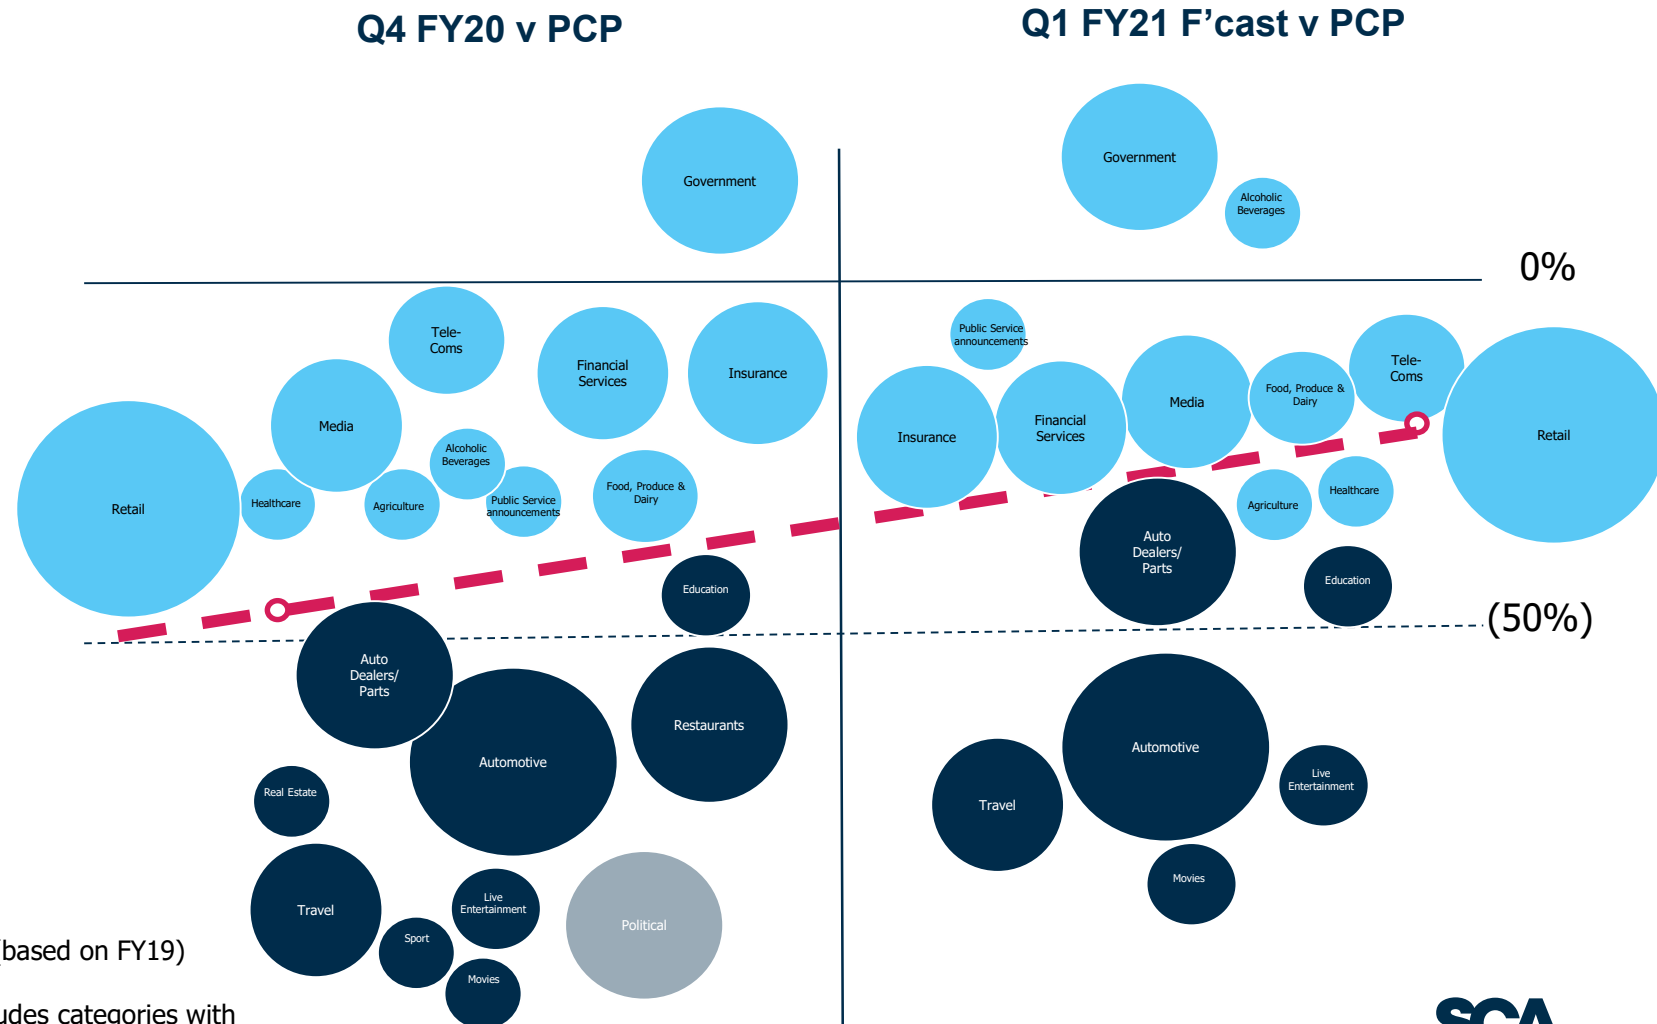 Q4 FY20 v PCP
Q1 FY21 F'cast v PCP
Government
Government
Alcoholic
Beverages
0%
Tele-
Coms
Financial
Services
Insurance
Media
Retail
Healthcare
Agriculture
Alcoholic
Beverages
Public Service
announcements
Food, Produce &
Dairy
Education
Public Service
announcements
Insurance
Financial
Services
Media
Food, Produce &
Dairy
Tele-
Coms
Retail
Agriculture
Healthcare
Auto
Dealers/
Parts
Education
(50%)
Auto
Dealers/
Parts
Automotive
Restaurants
Real Estate
Travel
Sport
Live
Entertainment
Movies
Political
Automotive
Travel
Live
Entertainment
Movies
(based on FY19)
categories with
SCA